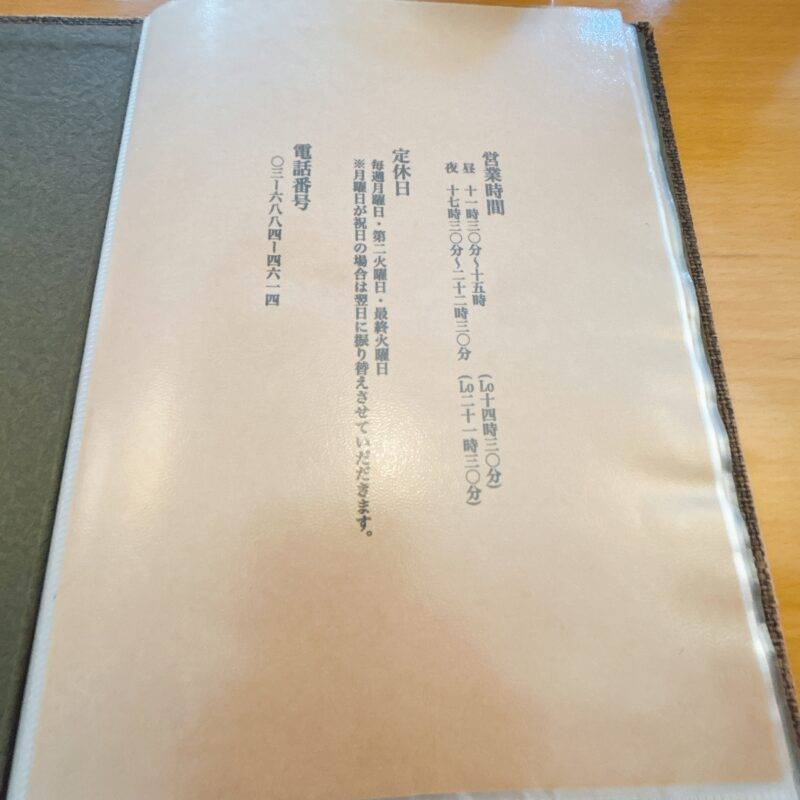 営業時間
昼 十一時三〇分〜十五時 (Lo十四時三〇分)
夜 十七時三〇分〜二十二時三〇分 (Lo二十一時三〇分)
定休日
毎週月曜日・第二火曜日・最終火曜日
※月曜日が祝日の場合は翌日に振り替えさせていだだきます。
電話番号
〇三ー六八八四ー四六一四